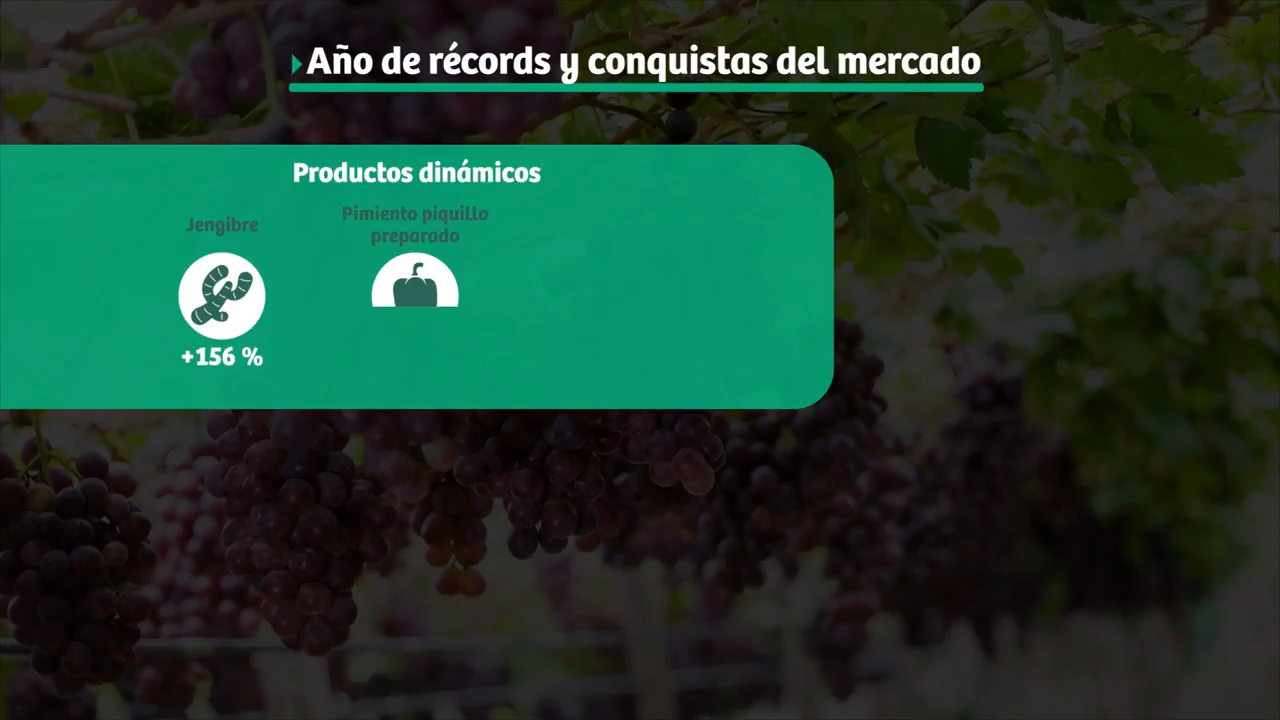 Año de récords y conquistas del mercado
Productos dinámicos
Jengibre
Pimiento piquillo
preparado
+156 %